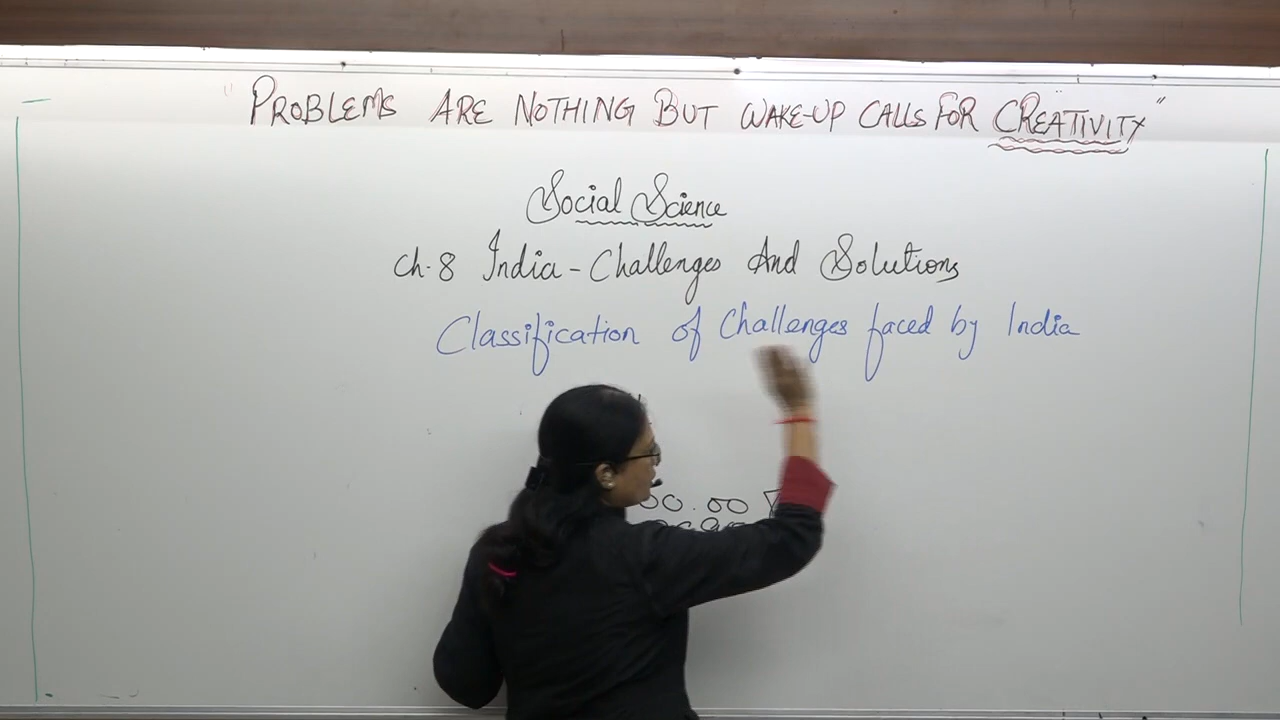 "PROBLEMS ARE NOTHING BUT WAKE-UP CALLS FOR CREATIVITY"
Social Science
Ch.8 India - Challenges And Solutions
Classification of Challenges faced by India